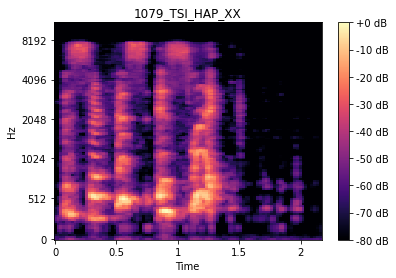 1079_TSI_HAP_XX
+0 dB
8192
-10 dB
4096
-20 dB
-30 dB
2048
Hz
-40 dB
1024
-50 dB
512
-60 dB
-70 dB
0
-80 dB
0 0.5 1 1.5 2
Time